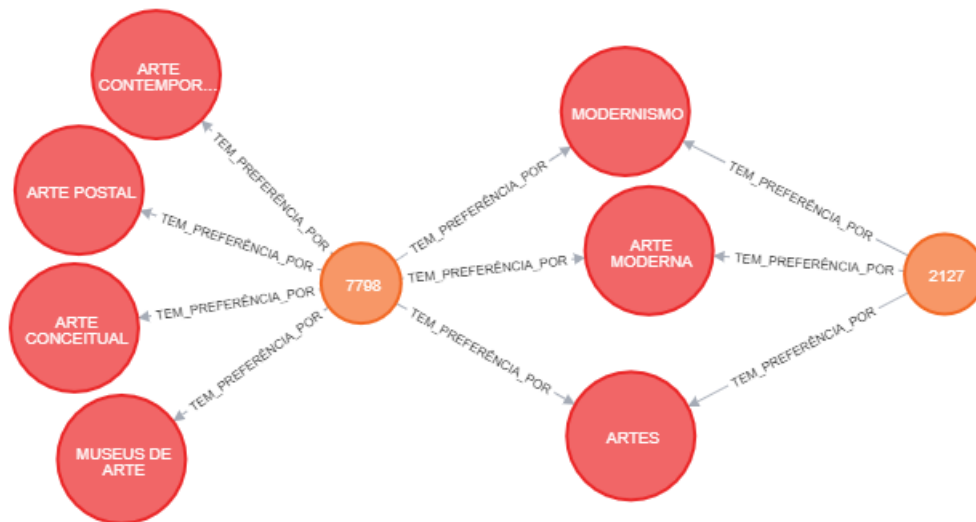 ARTE
CONTEMPOR...
MODERNISMO
TEM_PREFERÊNCIA_POR
TEM_PREFERÊNCIA_POR
TEM_PREFERÊNCIA_POR
ARTE POSTAL
TEM_PREFERÊNCIA_POR
ARTE
MODERNA
TEM_PREFERÊNCIA_POR
TEM_PREFERÊNCIA_POR
7798
2127
TEM_PREFERÊNCIA_POR
ARTE
CONCEITUAL
TEM_PREFERÊNCIA_POR
TEM_PREFERÊNCIA_POR
TEM_PREFERÊNCIA_POR
ARTES
MUSEUS DE
ARTE